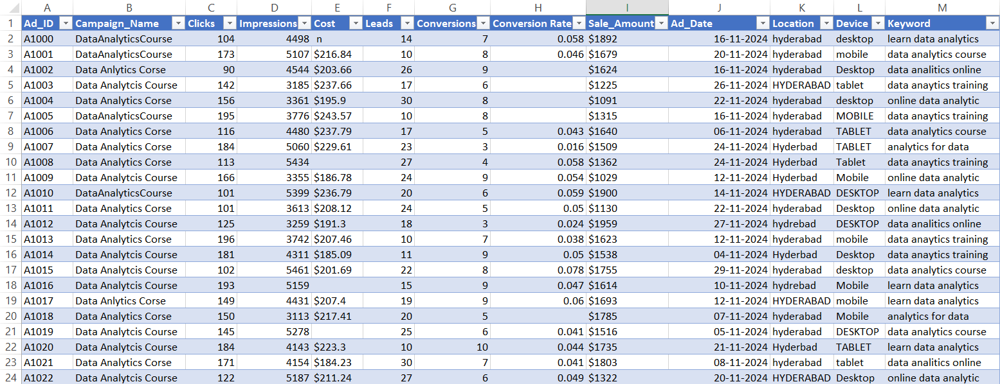 A B C D E F G H I J K L M
1 Ad_ID Campaign_Name Clicks Impressions Cost Leads Conversions Conversion Rate Sale_Amount Ad_Date Location Device Keyword
2 A1000 DataAnalyticsCourse 104 4498 n 14 7 0.058 $1892 16-11-2024 hyderabad desktop learn data analytics
3 A1001 DataAnalyticsCourse 173 5107 $216.84 10 8 0.046 $1679 20-11-2024 hyderabad mobile data analytics course
4 A1002 Data Anlytics Corse 90 4544 $203.66 26 9 $1624 16-11-2024 hyderabad Desktop data analitics online
5 A1003 Data Analytcis Course 142 3185 $237.66 17 6 $1225 26-11-2024 HYDERABAD tablet data anaytics training
6 A1004 Data Analytics Corse 156 3361 $195.9 30 8 $1091 22-11-2024 hyderabad desktop online data analytic
7 A1005 DataAnalyticsCourse 195 3776 $243.57 10 8 $1315 16-11-2024 hyderabad MOBILE data anaytics training
8 A1006 Data Analytics Corse 116 4480 $237.79 17 5 0.043 $1640 06-11-2024 hyderabad TABLET data analytics course
9 A1007 Data Analytics Corse 184 5060 $229.61 23 3 0.016 $1509 24-11-2024 Hyderbad TABLET analytics for data
10 A1008 Data Analytics Corse 113 5434 27 4 0.058 $1362 24-11-2024 Hyderbad Tablet data anaytics training
11 A1009 Data Analytcis Course 166 3355 $186.78 24 9 0.054 $1029 12-11-2024 Hyderbad Mobile online data analytic
12 A1010 DataAnalyticsCourse 101 5399 $236.79 20 6 0.059 $1900 14-11-2024 HYDERABAD DESKTOP learn data analytics
13 A1011 Data Analytics Corse 101 3613 $208.12 24 5 0.05 $1130 22-11-2024 hyderabad Desktop online data analytic
14 A1012 Data Analytcis Course 125 3259 $191.3 18 3 0.024 $1959 27-11-2024 hydrebad DESKTOP data analitics online
15 A1013 Data Analytics Corse 196 3742 $207.46 10 7 0.038 $1623 12-11-2024 hyderabad mobile data anaytics training
16 A1014 Data Analytcis Course 181 4311 $185.09 11 9 0.05 $1538 04-11-2024 Hyderbad Desktop data anaytics training
17 A1015 Data Analytcis Course 102 5461 $201.69 22 8 0.078 $1755 29-11-2024 hyderabad desktop data analytics course
18 A1016 Data Analytcis Course 193 5159 15 9 0.047 $1614 10-11-2024 hydrebad Mobile learn data analytics
19 A1017 Data Anlytics Corse 149 4431 $207.4 19 9 0.06 $1693 12-11-2024 HYDERABAD mobile learn data analytics
20 A1018 Data Analytics Corse 150 3113 $217.41 20 5 $1785 07-11-2024 hyderabad Mobile analytics for data
21 A1019 Data Analytcis Course 145 5278 25 6 0.041 $1516 05-11-2024 hyderabad DESKTOP data analytics course
22 A1020 Data Analytcis Course 184 4143 $223.3 10 10 0.044 $1735 21-11-2024 Hyderbad TABLET learn data analytics
23 A1021 Data Analytics Corse 171 4154 $184.23 30 7 0.041 $1803 08-11-2024 hyderabad tablet data analitics online
24 A1022 Data Analytcis Course 122 5187 $211.24 27 6 0.049 $1322 20-11-2024 HYDERABAD Desktop online data analytic